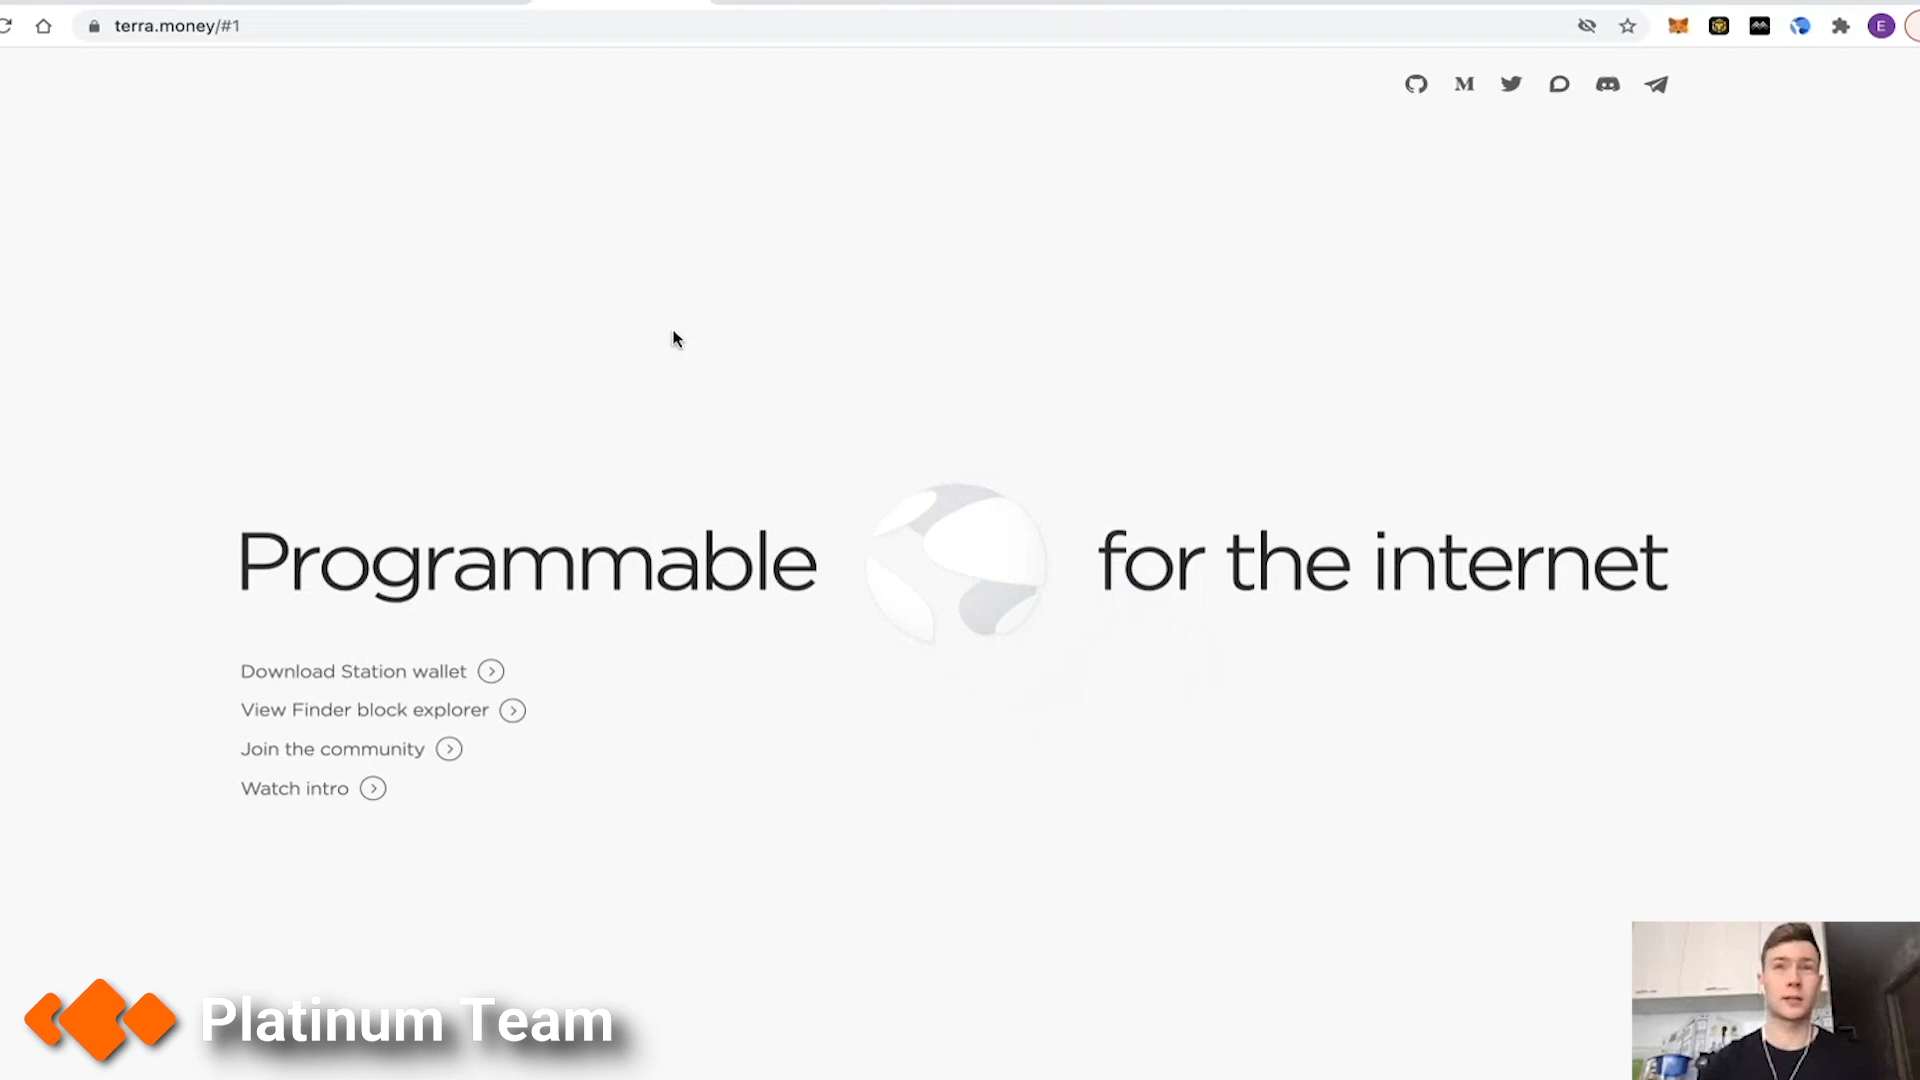 terra.money/#1
E
Programmable for the internet
Download Station wallet
View Finder block explorer
Join the community
Watch intro
Platinum Team